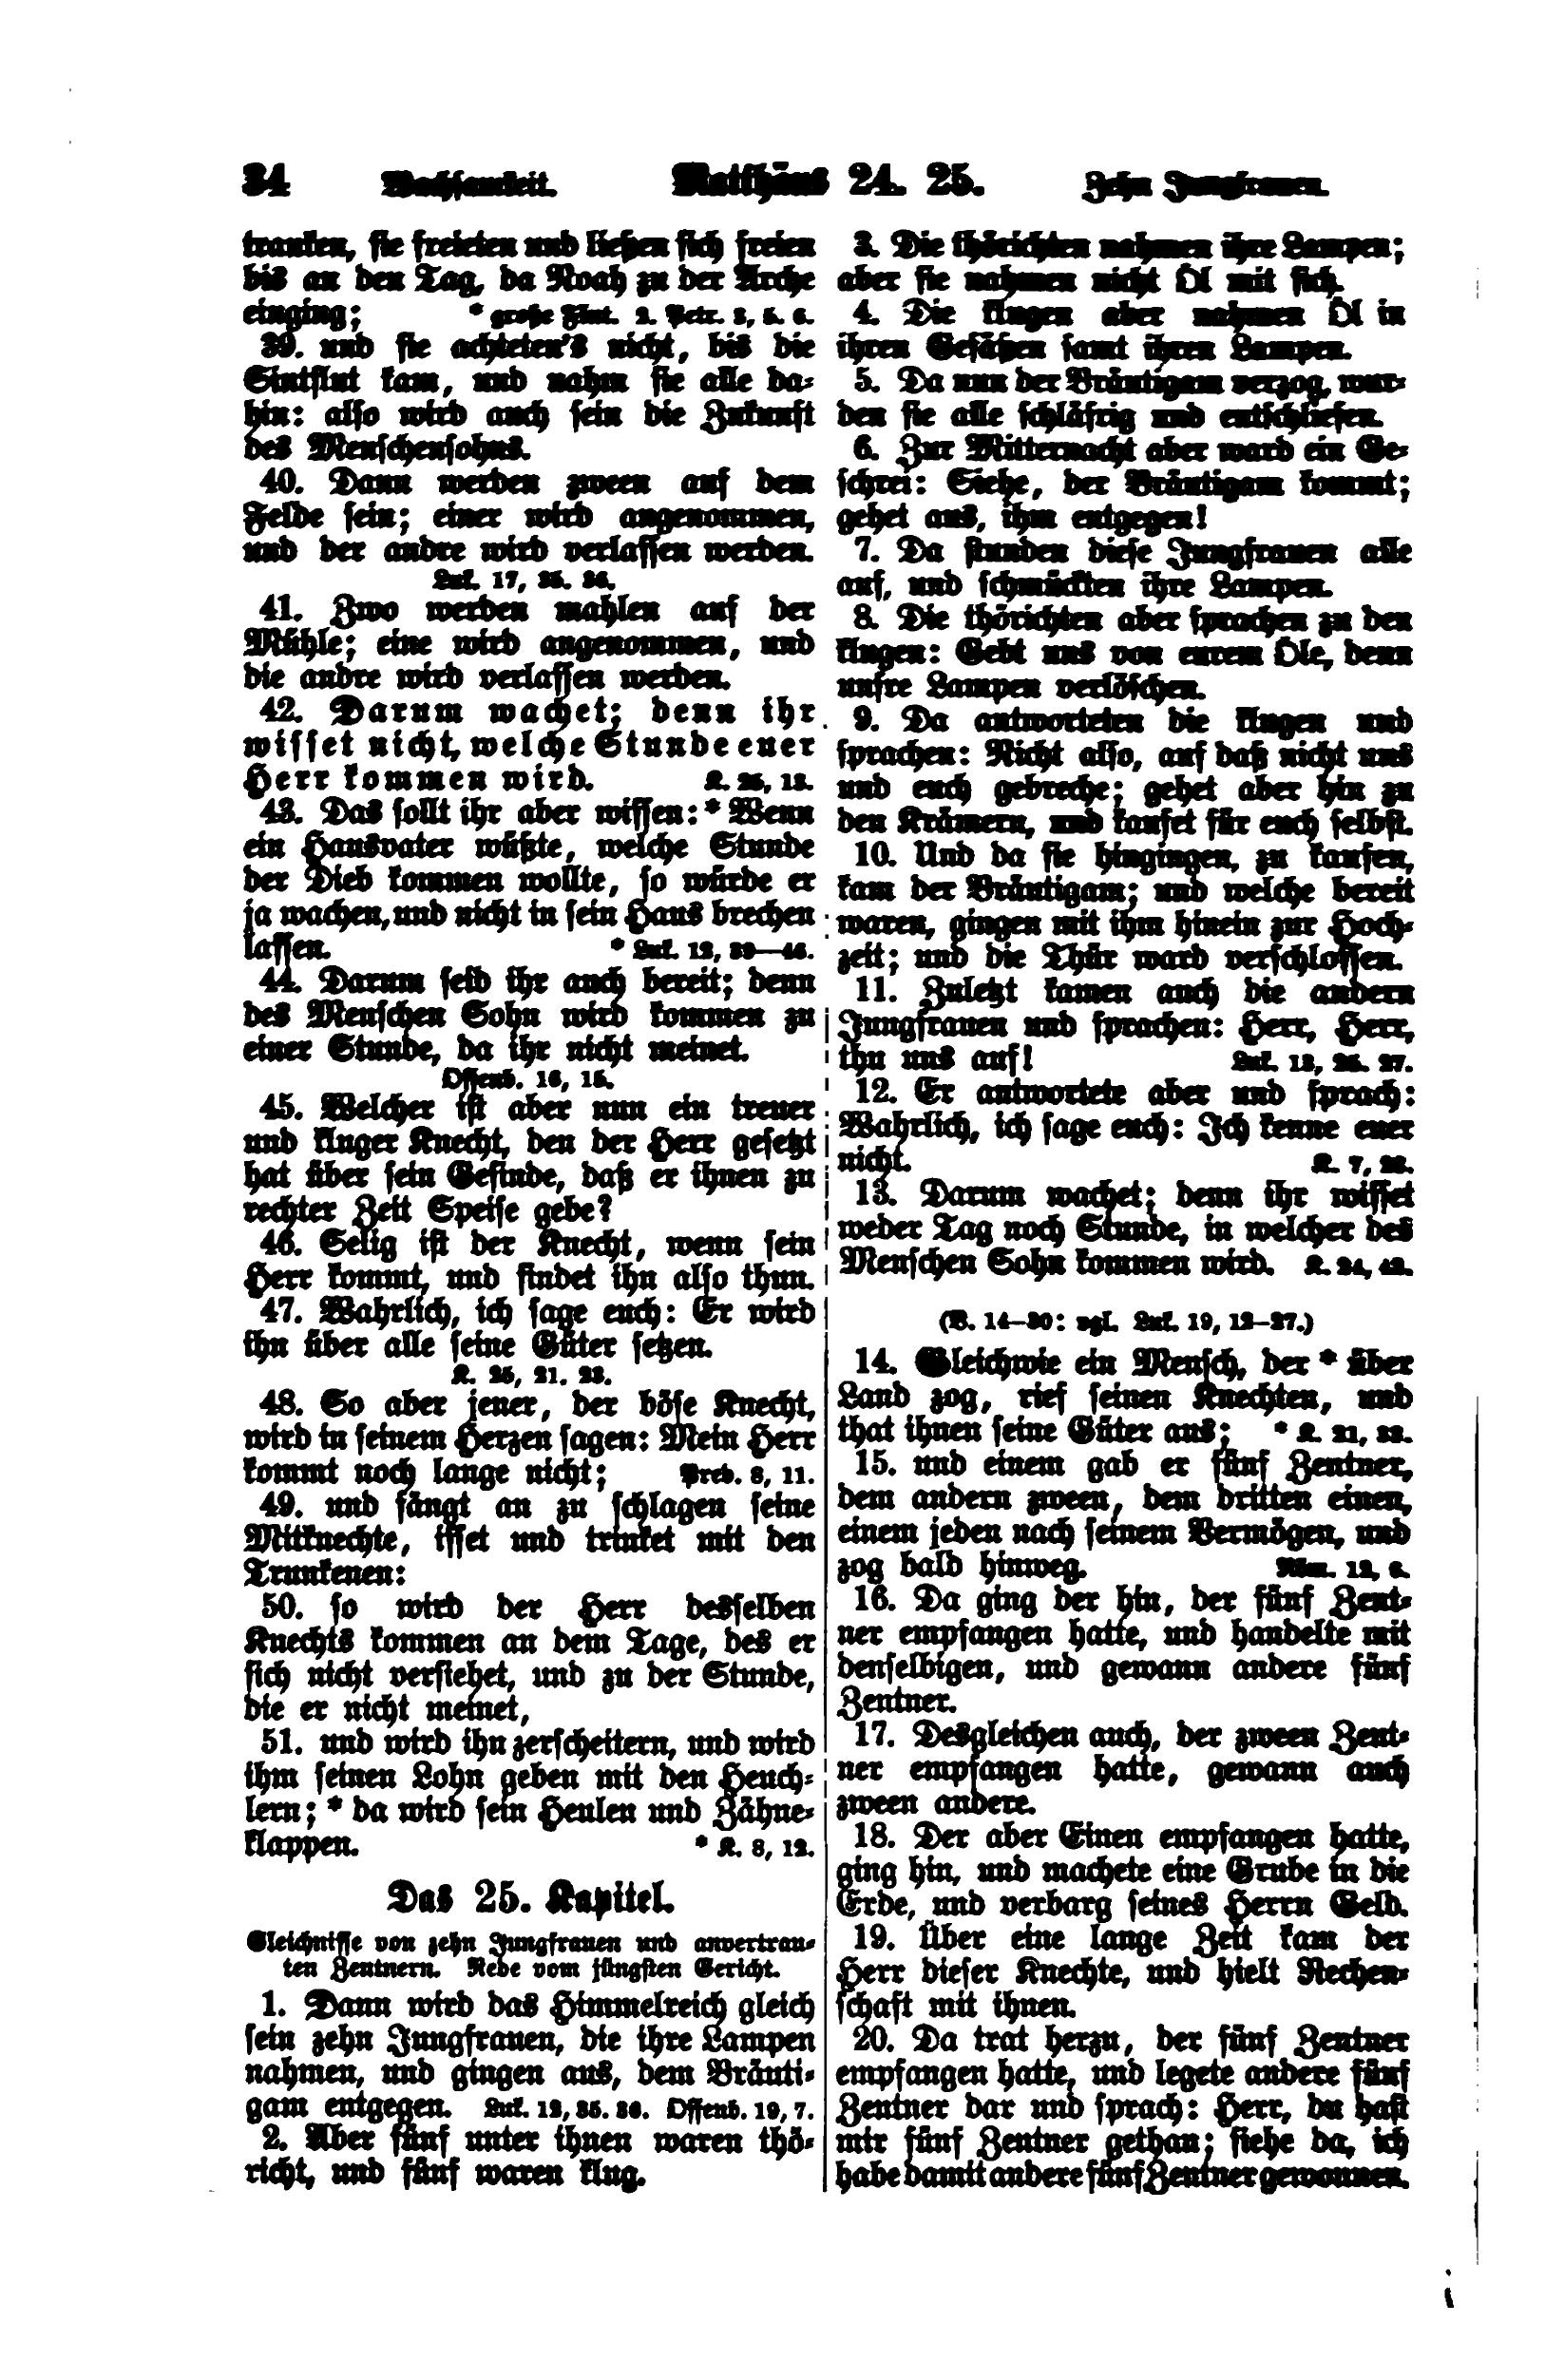 34 Wachsamkeit. Matthäus 24. 25. Zehn Jungfrauen.
tranken, sie freieten und ließen sich freien
bis an den Tag, da Noah zu der Arche
einging; * große Flut. 2. Petr. 3, 5. 6.
39. und sie achteten's nicht, bis die
Sintflut kam, und nahm sie alle da-
hin: also wird auch sein die Zukunft
des Menschensohns.
40. Dann werden zween auf dem
Felde sein; einer wird angenommen,
und der andre wird verlassen werden.
Luk. 17, 35. 36.
41. Zwo werden mahlen auf der
Mühle; eine wird angenommen, und
die andre wird verlassen werden.
42. Darum wachet; denn ihr
wisset nicht, welche Stunde euer
Herr kommen wird. K. 25, 13.
43. Das sollt ihr aber wissen: * Wenn
ein Hausvater wüßte, welche Stunde
der Dieb kommen wollte, so würde er
ja wachen, und nicht in sein Haus brechen
lassen. * Luk. 12, 39—46.
44. Darum seid ihr auch bereit; denn
des Menschen Sohn wird kommen zu
einer Stunde, da ihr nicht meinet.
Offenb. 16, 15.
45. Welcher ist aber nun ein treuer
und kluger Knecht, den der Herr gesetzt
hat über sein Gesinde, daß er ihnen zu
rechter Zeit Speise gebe?
46. Selig ist der Knecht, wenn sein
Herr kommt, und findet ihn also thun.
47. Wahrlich, ich sage euch: Er wird
ihn über alle seine Güter setzen.
K. 25, 21. 23.
48. So aber jener, der böse Knecht,
wird in seinem Herzen sagen: Mein Herr
kommt noch lange nicht; Pred. 8, 11.
49. und fängt an zu schlagen seine
Mitknechte, isset und trinket mit den
Trunkenen:
50. so wird der Herr desselben
Knechts kommen an dem Tage, des er
sich nicht versiehet, und zu der Stunde,
die er nicht meinet,
51. und wird ihn zerscheitern, und wird
ihm seinen Lohn geben mit den Heuch-
lern; * da wird sein Heulen und Zähne-
klappen. * K. 8, 12.
Das 25. Kapitel.
Gleichnisse von zehn Jungfrauen und anvertrau-
ten Zentnern. Rede vom jüngsten Gericht.
1. Dann wird das Himmelreich gleich
sein zehn Jungfrauen, die ihre Lampen
nahmen, und gingen aus, dem Bräuti-
gam entgegen. Luk. 12, 35. 36. Offenb. 19, 7.
2. Aber fünf unter ihnen waren thö-
richt, und fünf waren klug.
3. Die thörichten nahmen ihre Lampen;
aber sie nahmen nicht Öl mit sich.
4. Die klugen aber nahmen Öl in
ihren Gefäßen samt ihren Lampen.
5. Da nun der Bräutigam verzog, wur-
den sie alle schläfrig und entschliefen.
6. Zur Mitternacht aber ward ein Ge-
schrei: Siehe, der Bräutigam kommt;
gehet aus, ihm entgegen!
7. Da stunden diese Jungfrauen alle
auf, und schmückten ihre Lampen.
8. Die thörichten aber sprachen zu den
klugen: Gebt uns von eurem Öle, denn
unsre Lampen verlöschen.
9. Da antworteten die klugen und
sprachen: Nicht also, auf daß nicht uns
und euch gebreche; gehet aber hin zu
den Krämern, und kaufet für euch selbst.
10. Und da sie hingingen, zu kaufen,
kam der Bräutigam; und welche bereit
waren, gingen mit ihm hinein zur Hoch-
zeit; und die Thür ward verschlossen.
11. Zuletzt kamen auch die andern
Jungfrauen und sprachen: Herr, Herr,
thu uns auf! Luk. 13, 25. 27.
12. Er antwortete aber und sprach:
Wahrlich, ich sage euch: Ich kenne euer
nicht. K. 7, 23.
13. Darum wachet; denn ihr wisset
weder Tag noch Stunde, in welcher des
Menschen Sohn kommen wird. K. 24, 42.
(V. 14–30: vgl. Luk. 19, 12–27.)
14. Gleichwie ein Mensch, der * über
Land zog, rief seinen Knechten, und
that ihnen seine Güter aus; * K. 21, 33.
15. und einem gab er fünf Zentner,
dem andern zween, dem dritten einen,
einem jeden nach seinem Vermögen, und
zog bald hinweg. Röm. 12, 6.
16. Da ging der hin, der fünf Zent-
ner empfangen hatte, und handelte mit
denselbigen, und gewann andere fünf
Zentner.
17. Desgleichen auch, der zween Zent-
ner empfangen hatte, gewann auch
zween andere.
18. Der aber Einen empfangen hatte,
ging hin, und machete eine Grube in die
Erde, und verbarg seines Herrn Geld.
19. Über eine lange Zeit kam der
Herr dieser Knechte, und hielt Rechen-
schaft mit ihnen.
20. Da trat herzu, der fünf Zentner
empfangen hatte, und legete andere fünf
Zentner dar und sprach: Herr, du hast
mir fünf Zentner gethan; siehe da, ich
habe damit andere fünf Zentner gewonnen.